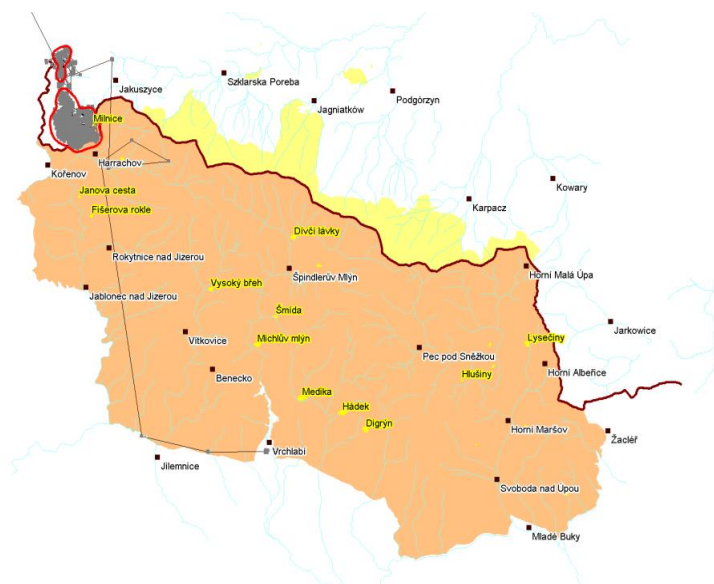 Szklarska Poreba
Jakuszyce
Podgórzyn
Jagniatków
Milnice
Harrachov
Kořenov
Kowary
Janova cesta
Karpacz
Fišerova rokle
Dívčí lávky
Rokytnice nad Jizerou
Špindlerův Mlýn
Horní Malá Úpa
Vysoký břeh
Jablonec nad Jizerou
Šmída
Jarkowice
Vítkovice
Michlův mlýn
Lysečiny
Pec pod Sněžkou
Horní Albeřice
Benecko
Hlušiny
Medika
Hádek
Digrýn
Horní Maršov
Žacléř
Vrchlabí
Jilemnice
Svoboda nad Úpou
Mladé Buky